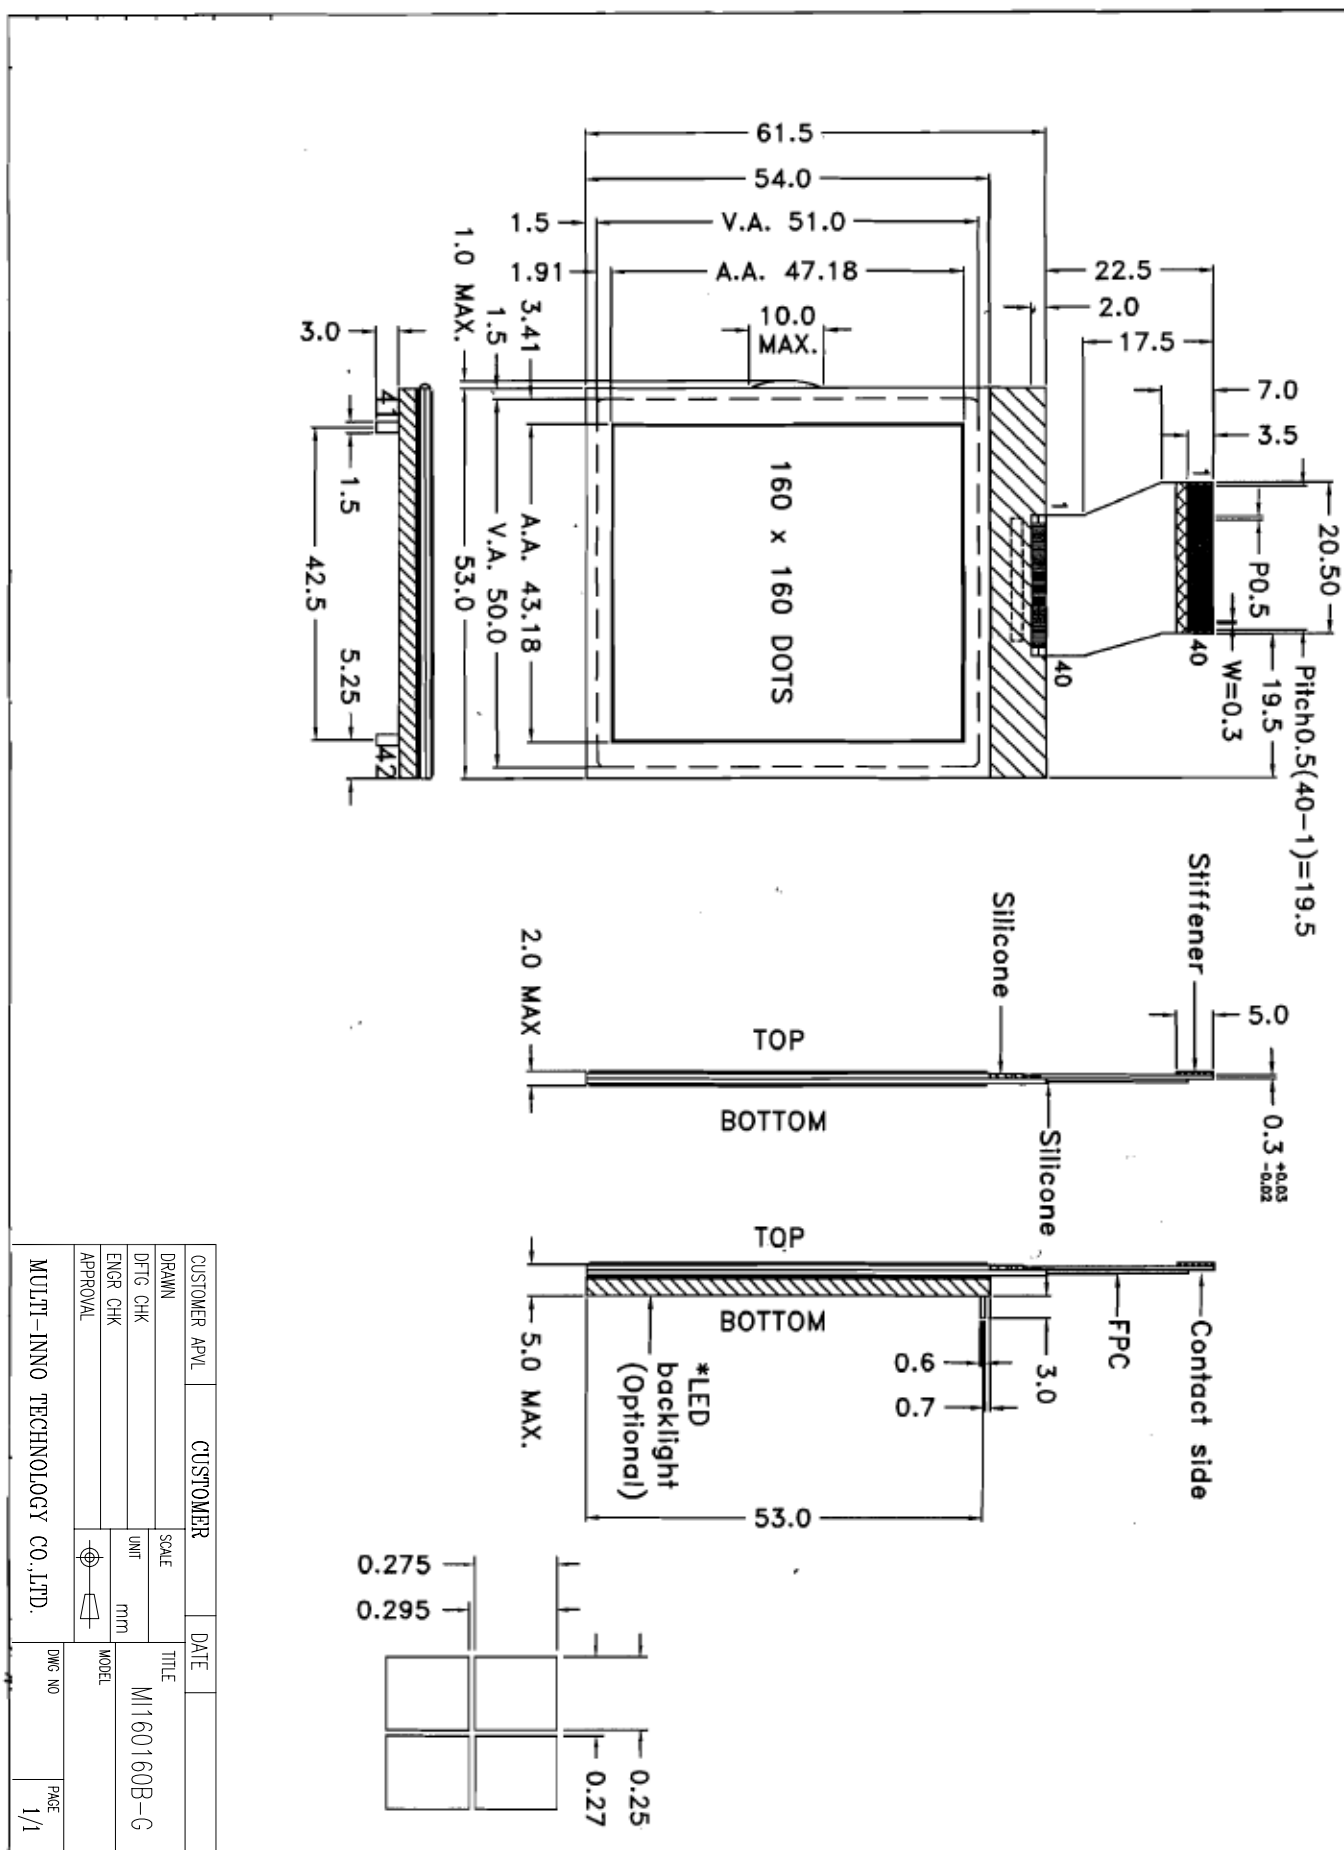 61.5
54.0
V.A. 51.0
1.5
A.A. 47.18
1.91
10.0
MAX.
22.5
2.0
17.5
7.0
3.5
1.0 MAX.
1.5
3.41
3.0
41
1.5
42.5
5.25
42
53.0
V.A. 50.0
A.A. 43.18
160 x 160 DOTS
1
40
1
40
20.50
P0.5
W=0.3
19.5
Pitch0.5(40-1)=19.5
Stiffener
Silicone
5.0
0.3 +0.03 -0.02
2.0 MAX
TOP
BOTTOM
Silicone
TOP
BOTTOM
5.0 MAX.
*LED
backlight
(Optional)
FPC
Contact side
3.0
0.6
0.7
53.0
0.275
0.295
0.25
0.27
CUSTOMER APVL
CUSTOMER
DATE
DRAWN
DFTG CHK
ENGR CHK
APPROVAL
SCALE
UNIT
mm
TITLE
MI160160B-G
MODEL
MULTI-INNO TECHNOLOGY CO.,LTD.
DWG NO
PAGE
1/1